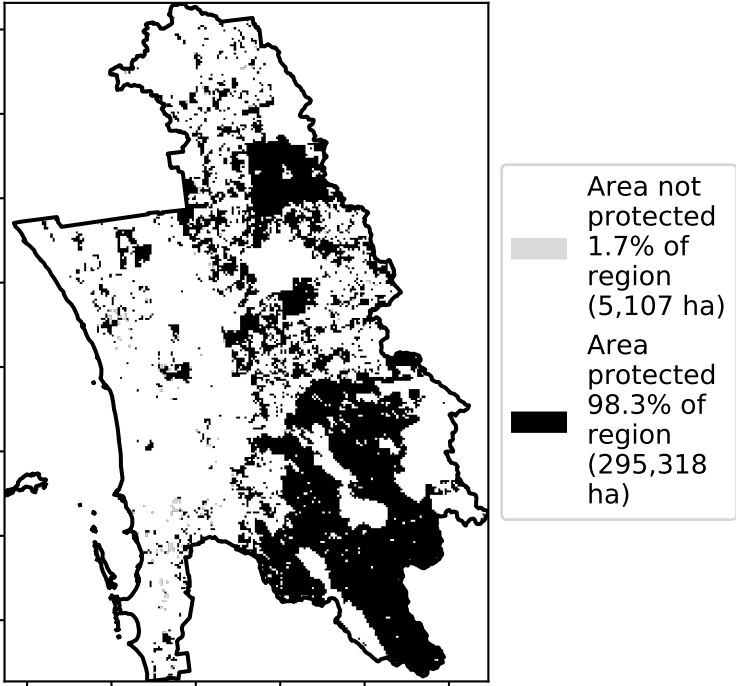 Area not
protected
1.7% of
region
(5,107 ha)
Area
protected
98.3% of
region
(295,318
ha)